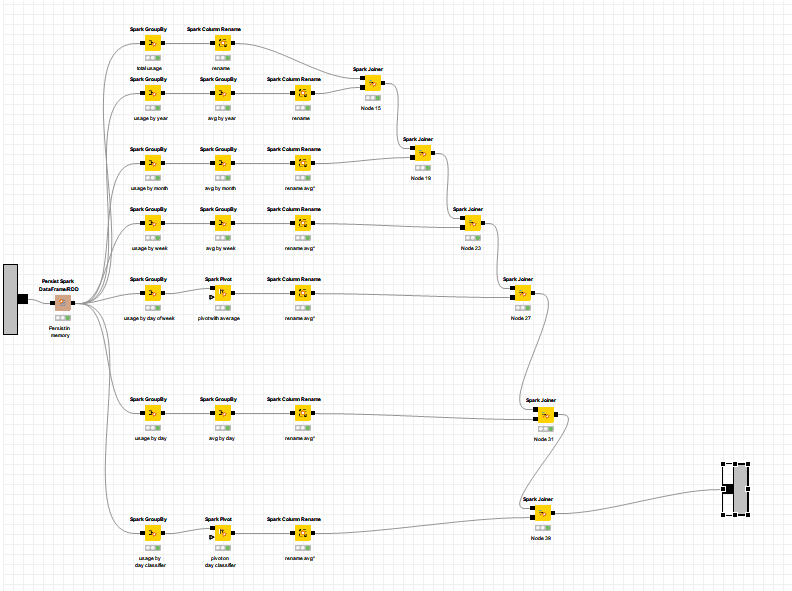 Spark GroupBy
Spark Column Rename
total usage
rename
Spark GroupBy
Spark GroupBy
Spark Column Rename
usage by year
avg by year
rename
Spark Joiner
Node 15
Spark Joiner
Node 19
Spark GroupBy
Spark GroupBy
Spark Column Rename
usage by month
avg by month
rename avg*
Spark GroupBy
Spark GroupBy
Spark Column Rename
usage by week
avg by week
rename avg*
Spark Joiner
Node 23
Persist Spark
DataFrame/RDD
Persist in
memory
Spark GroupBy
Spark Pivot
Spark Column Rename
usage by day of week
pivot with average
rename avg*
Spark Joiner
Node 27
Spark GroupBy
Spark GroupBy
Spark Column Rename
usage by day
avg by day
rename avg*
Spark Joiner
Node 31
Spark GroupBy
Spark Pivot
Spark Column Rename
usage by
day classifier
pivot on
day classifier
rename avg*
Spark Joiner
Node 39